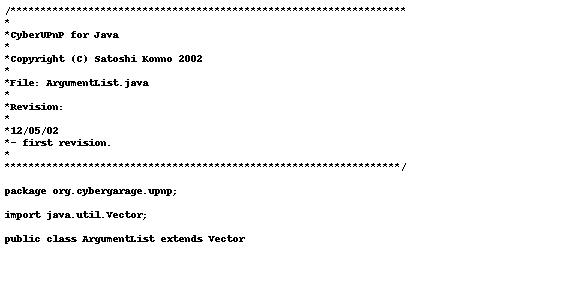 /******************************************************************
*
*CyberUPnP for Java
*
*Copyright (C) Satoshi Konno 2002
*
*File: ArgumentList.java
*
*Revision:
*
*12/05/02
*- first revision.
*
******************************************************************/
package org.cybergarage.upnp;
import java.util.Vector;
public class ArgumentList extends Vector